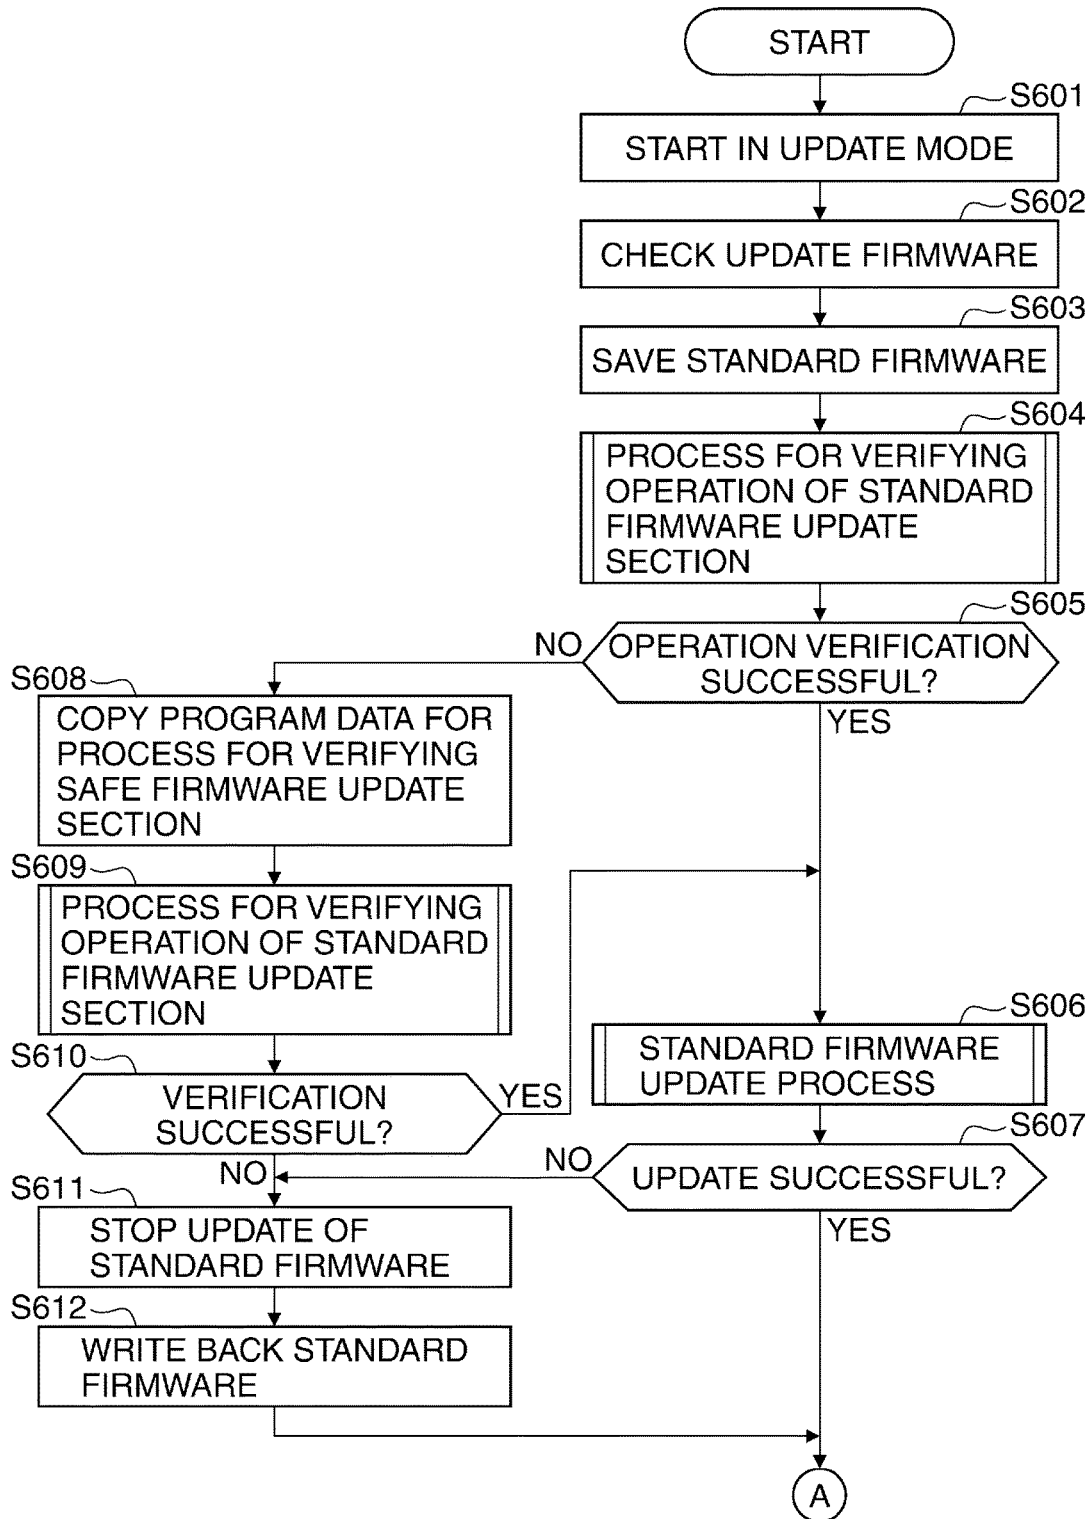 START
S601
START IN UPDATE MODE
S602
CHECK UPDATE FIRMWARE
S603
SAVE STANDARD FIRMWARE
S604
PROCESS FOR VERIFYING
OPERATION OF STANDARD
FIRMWARE UPDATE
SECTION
S605
OPERATION VERIFICATION
SUCCESSFUL?
NO
YES
S608
COPY PROGRAM DATA FOR
PROCESS FOR VERIFYING
SAFE FIRMWARE UPDATE
SECTION
S609
PROCESS FOR VERIFYING
OPERATION OF STANDARD
FIRMWARE UPDATE
SECTION
S610
VERIFICATION
SUCCESSFUL?
YES
NO
S606
STANDARD FIRMWARE
UPDATE PROCESS
S607
UPDATE SUCCESSFUL?
NO
YES
S611
STOP UPDATE OF
STANDARD FIRMWARE
S612
WRITE BACK STANDARD
FIRMWARE
A